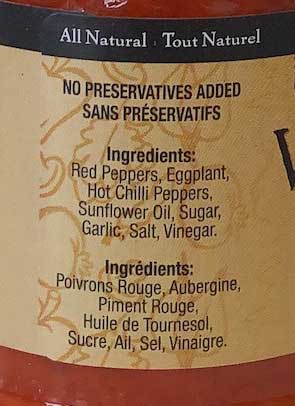 All Natural · Tout Naturel
NO PRESERVATIVES ADDED
SANS PRÉSERVATIFS
Ingredients:
Red Peppers, Eggplant,
Hot Chilli Peppers,
Sunflower Oil, Sugar,
Garlic, Salt, Vinegar.
Ingrédients:
Poivrons Rouge, Aubergine,
Piment Rouge,
Huile de Tournesol,
Sucre, Ail, Sel, Vinaigre.